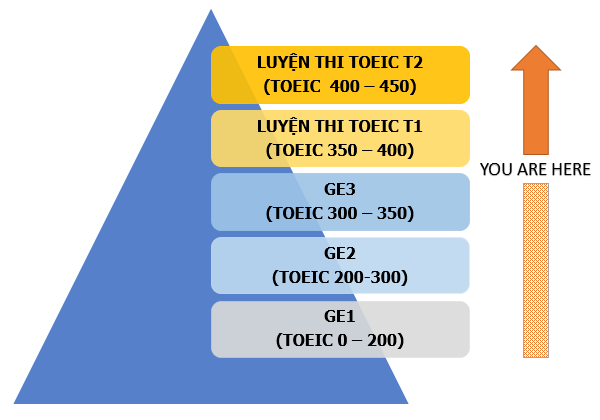 LUYỆN THI TOEIC T2
(TOEIC 400 – 450)
LUYỆN THI TOEIC T1
(TOEIC 350 – 400)
YOU ARE HERE
GE3
(TOEIC 300 – 350)
GE2
(TOEIC 200-300)
GE1
(TOEIC 0 – 200)